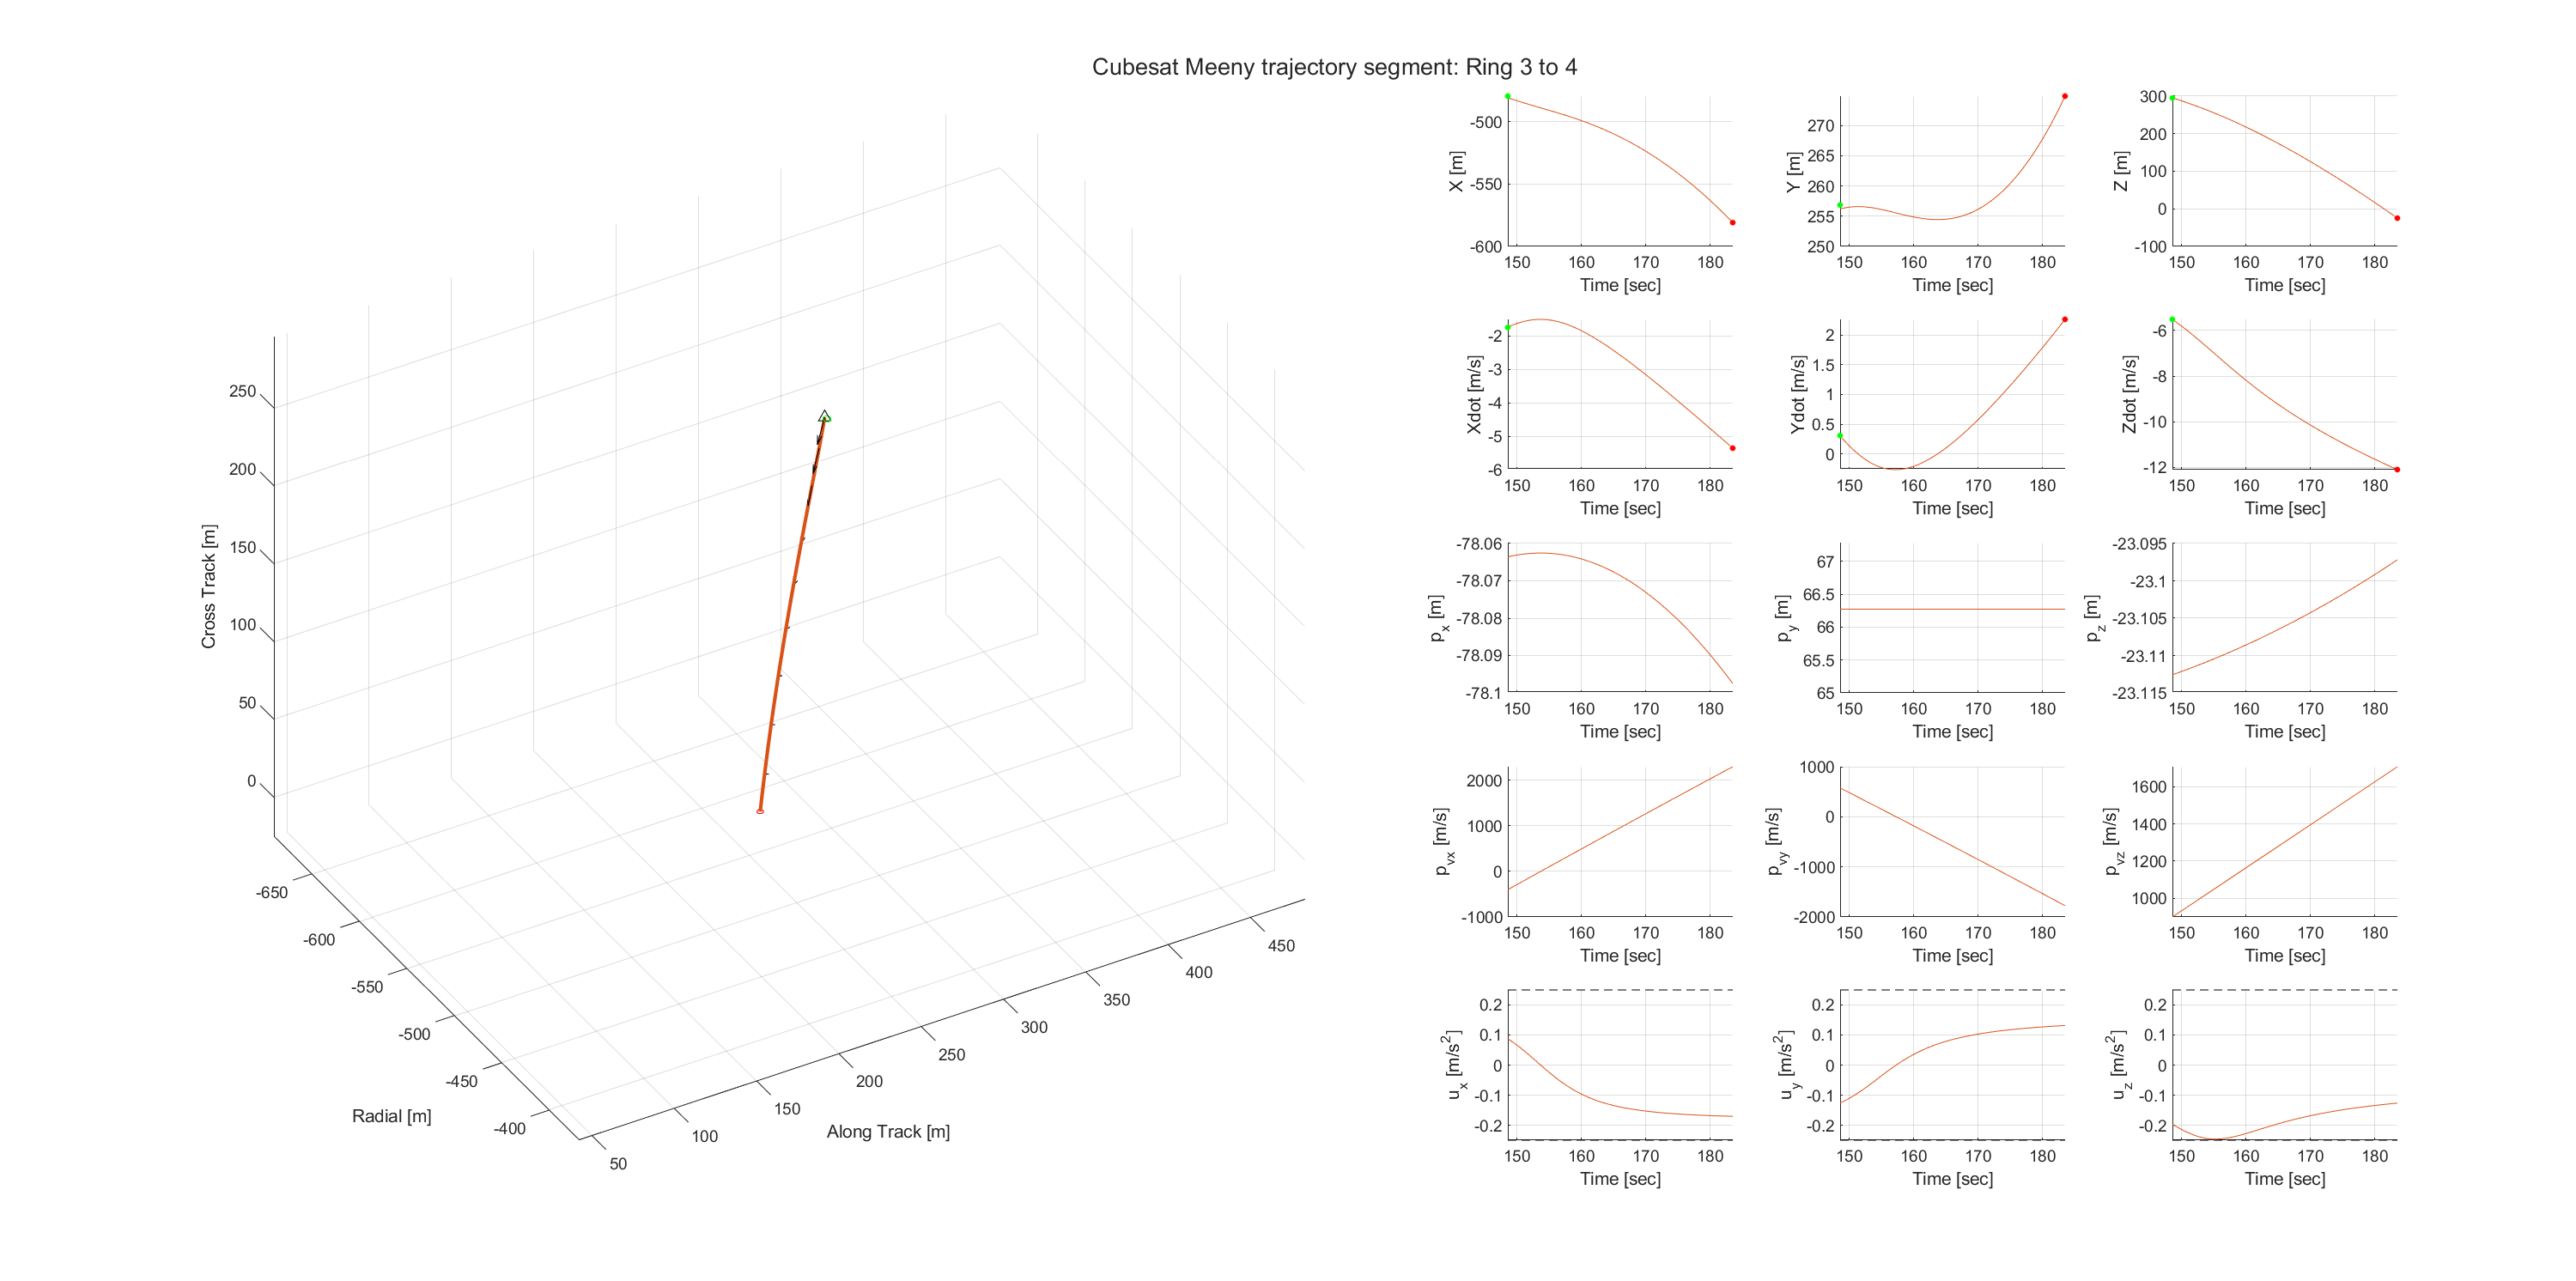 Cubesat Meeny trajectory segment: Ring 3 to 4
250
200
150
100
50
0
Cross Track [m]
-650
-600
-550
-500
-450
-400
Radial [m]
50
100
150
200
250
300
350
400
450
Along Track [m]
-500
-550
-600
X [m]
150 160 170 180
Time [sec]
270
265
260
255
250
Y [m]
150 160 170 180
Time [sec]
300
200
100
0
-100
Z [m]
150 160 170 180
Time [sec]
-2
-3
-4
-5
-6
Xdot [m/s]
150 160 170 180
Time [sec]
2
1.5
1
0.5
0
Ydot [m/s]
150 160 170 180
Time [sec]
-6
-8
-10
-12
Zdot [m/s]
150 160 170 180
Time [sec]
-78.06
-78.07
-78.08
-78.09
-78.1
p_x [m]
150 160 170 180
Time [sec]
67
66.5
66
65.5
65
p_y [m]
150 160 170 180
Time [sec]
-23.095
-23.1
-23.105
-23.11
-23.115
p_z [m]
150 160 170 180
Time [sec]
2000
1000
0
-1000
p_vx [m/s]
150 160 170 180
Time [sec]
1000
0
-1000
-2000
p_vy [m/s]
150 160 170 180
Time [sec]
1600
1400
1200
1000
p_vz [m/s]
150 160 170 180
Time [sec]
0.2
0.1
0
-0.1
-0.2
u_x [m/s²]
150 160 170 180
Time [sec]
0.2
0.1
0
-0.1
-0.2
u_y [m/s²]
150 160 170 180
Time [sec]
0.2
0.1
0
-0.1
-0.2
u_z [m/s²]
150 160 170 180
Time [sec]